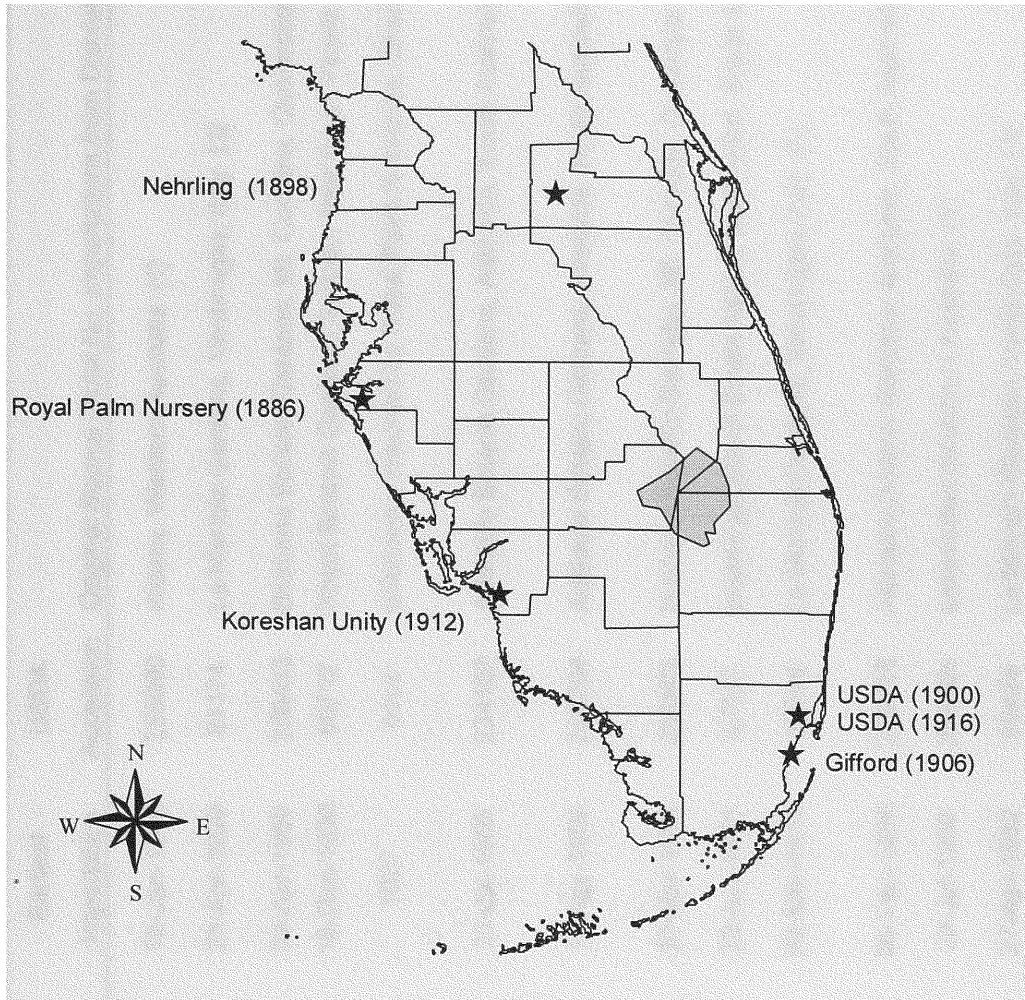 Nehrling (1898)
Royal Palm Nursery (1886)
Koreshan Unity (1912)
USDA (1900)
USDA (1916)
Gifford (1906)
N
W E
S